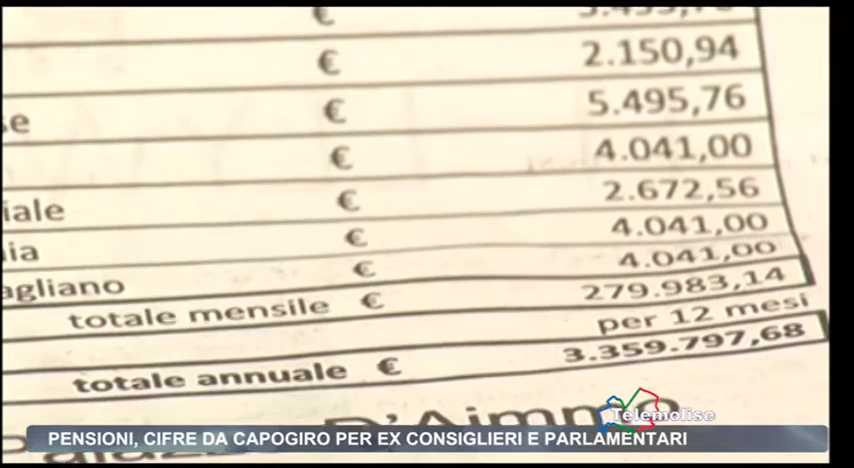 €
€ 2.150,94
se € 5.495,76
€ 4.041,00
iale € 2.672,56
ia € 4.041,00
agliano € 4.041,00
totale mensile € 279.983,14
per 12 mesi
totale annuale € 3.359.797,68
D'Aimmo
Telemolise
PENSIONI, CIFRE DA CAPOGIRO PER EX CONSIGLIERI E PARLAMENTARI